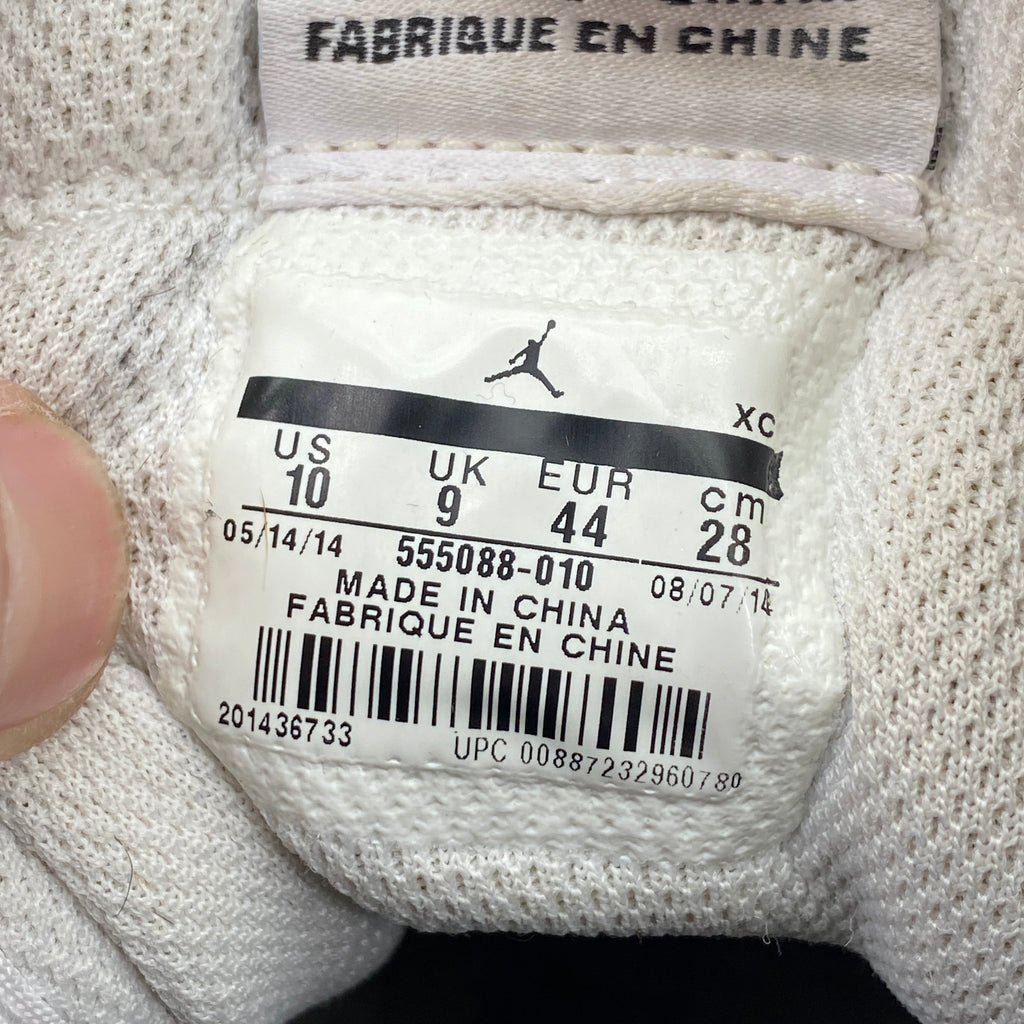 FABRIQUE EN CHINE
XC
US UK EUR cm
10 9 44 28
05/14/14 555088-010 08/07/14
MADE IN CHINA
FABRIQUE EN CHINE
201436733
UPC 00887232960780